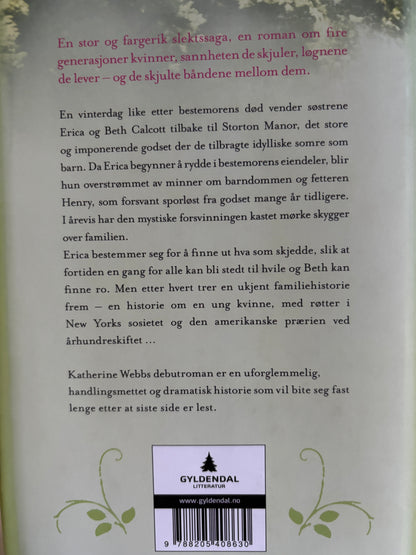 En stor og fargerik slektssaga, en roman om fire
generasjoner kvinner, sannheten de skjuler, løgnene
de lever – og de skjulte båndene mellom dem.
En vinterdag like etter bestemorens død vender søstrene
Erica og Beth Calcott tilbake til Storton Manor, det store
og imponerende godset der de tilbragte idylliske somre som
barn. Da Erica begynner å rydde i bestemorens eiendeler, blir
hun overstrømmet av minner om barndommen og fetteren
Henry, som forsvant sporløst fra godset mange år tidligere.
I årevis har den mystiske forsvinningen kastet mørke skygger
over familien.
Erica bestemmer seg for å finne ut hva som skjedde, slik at
fortiden en gang for alle kan bli stedt til hvile og Beth kan
finne ro. Men etter hvert trer en ukjent familiehistorie
frem – en historie om en ung kvinne, med røtter i
New Yorks sosietet og den amerikanske prærien ved
århundreskiftet ...
Katherine Webbs debutroman er en uforglemmelig,
handlingsmettet og dramatisk historie som vil bite seg fast
lenge etter at siste side er lest.
GYLDENDAL
LITTERATUR
www.gyldendal.no
9 788205 408630